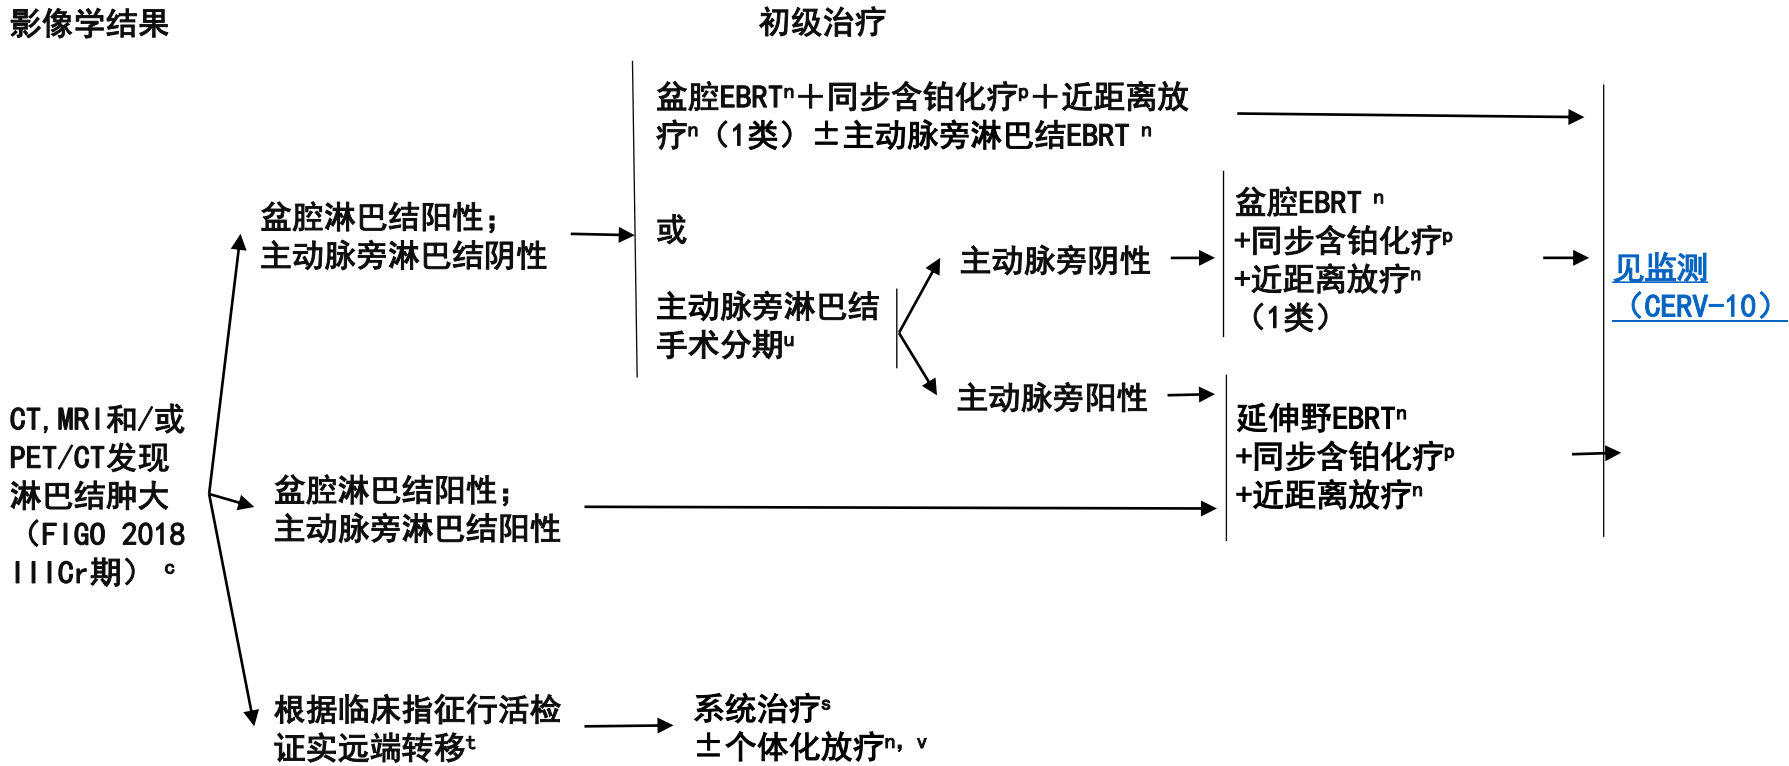 影像学结果
初级治疗
盆腔EBRTⁿ＋同步含铂化疗ᵖ＋近距离放
疗ⁿ（1类）±主动脉旁淋巴结EBRT ⁿ
盆腔淋巴结阳性；
主动脉旁淋巴结阴性
或
主动脉旁淋巴结
手术分期ᵘ
主动脉旁阴性
盆腔EBRT ⁿ
+同步含铂化疗ᵖ
+近距离放疗ⁿ
（1类）
见监测
（CERV-10）
主动脉旁阳性
延伸野EBRTⁿ
+同步含铂化疗ᵖ
+近距离放疗ⁿ
CT,MRI和/或
PET/CT发现
淋巴结肿大
（FIGO 2018
IIICr期） ᶜ
盆腔淋巴结阳性；
主动脉旁淋巴结阳性
根据临床指征行活检
证实远端转移ᵗ
系统治疗ˢ
±个体化放疗ⁿ，ᵛ